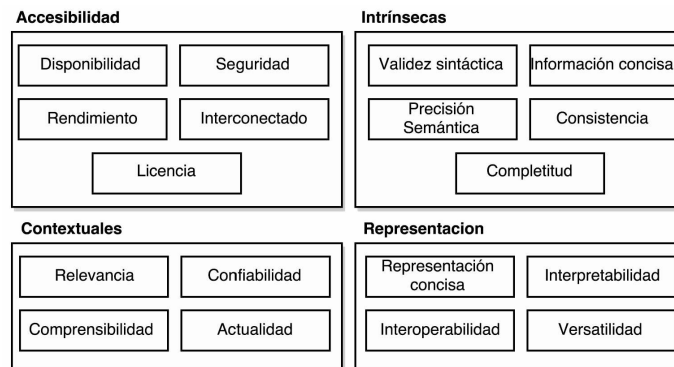 Accesibilidad
Disponibilidad
Seguridad
Rendimiento
Interconectado
Licencia
Intrínsecas
Validez sintáctica
Información concisa
Precisión
Semántica
Consistencia
Completitud
Contextuales
Relevancia
Confiabilidad
Comprensibilidad
Actualidad
Representacion
Representación
concisa
Interpretabilidad
Interoperabilidad
Versatilidad